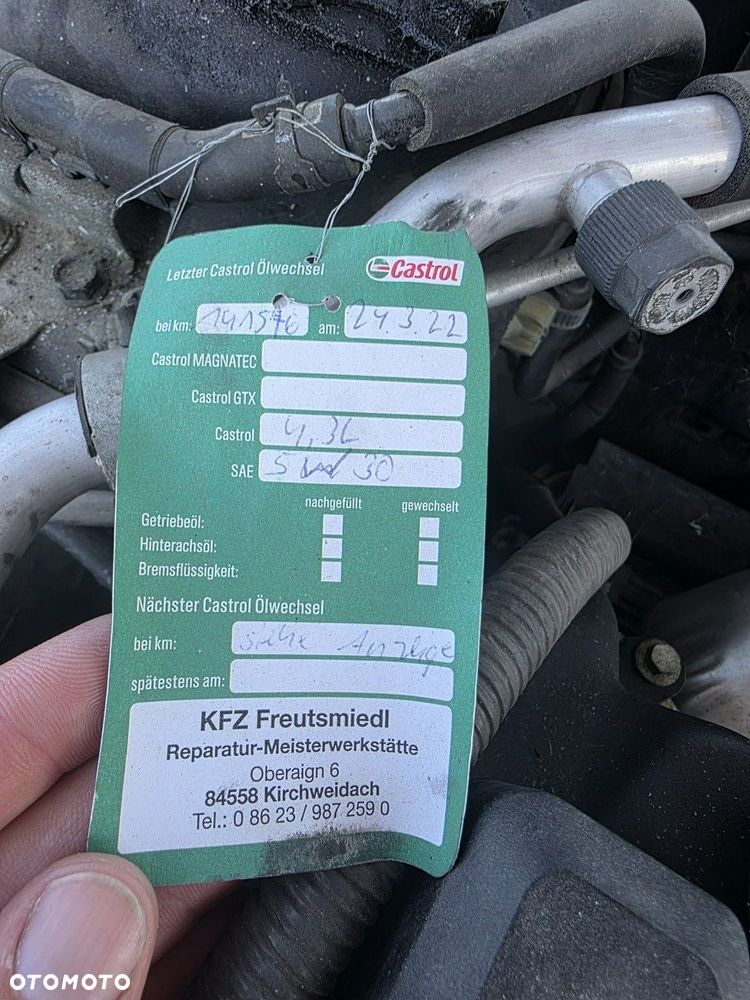 Letzter Castrol Ölwechsel Castrol
bei km: 141576 am: 24.3.22
Castrol MAGNATEC
Castrol GTX
Castrol 4,3L
SAE 5W30
nachgefüllt gewechselt
Getriebeöl:
Hinterachsöl:
Bremsflüssigkeit:
Nächster Castrol Ölwechsel
bei km: siehe Anzeige
spätestens am:
KFZ Freutsmiedl
Reparatur-Meisterwerkstätte
Oberaign 6
84558 Kirchweidach
Tel.: 0 86 23 / 987 259 0
OTOMOTO